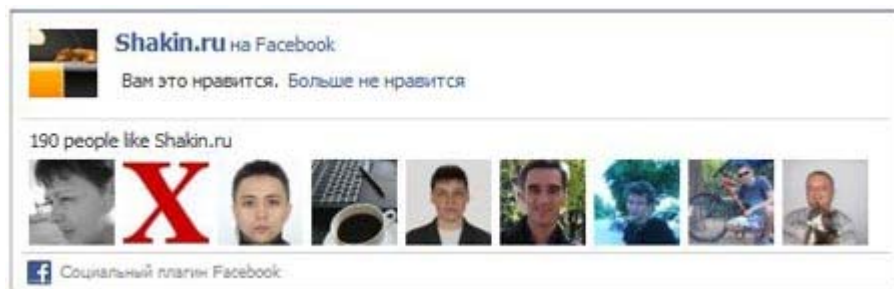 Shakin.ru на Facebook
Вам это нравится. Больше не нравится
190 people like Shakin.ru
X
f Социальный плагин Facebook